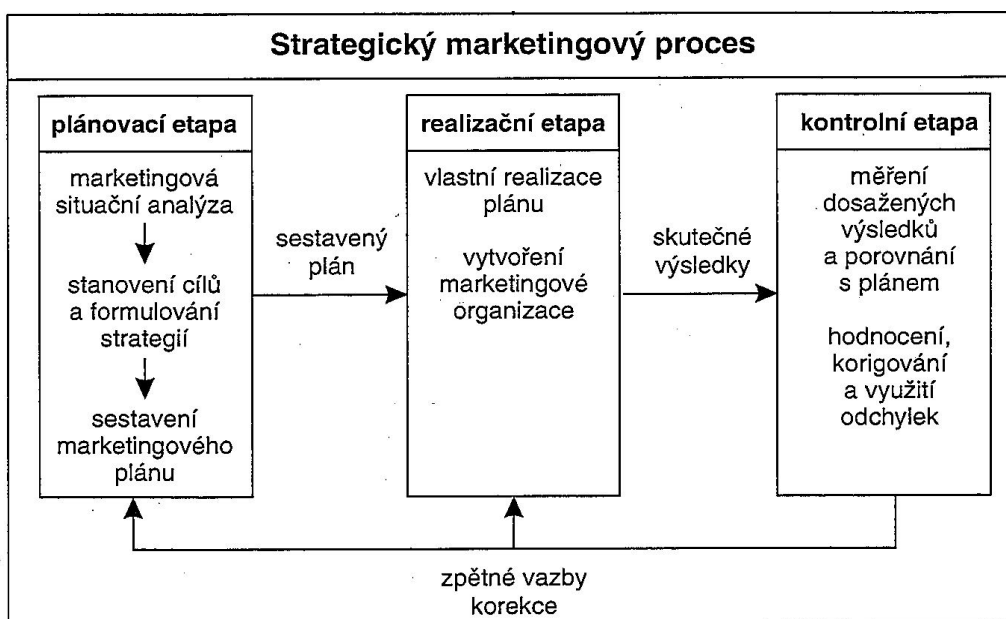 Strategický marketingový proces
plánovací etapa
marketingová
situační analýza
stanovení cílů
a formulování
strategií
sestavení
marketingového
plánu
sestavený
plán
realizační etapa
vlastní realizace
plánu
vytvoření
marketingové
organizace
skutečné
výsledky
kontrolní etapa
měření
dosažených
výsledků
a porovnání
s plánem
hodnocení,
korigování
a využití
odchylek
zpětné vazby
korekce